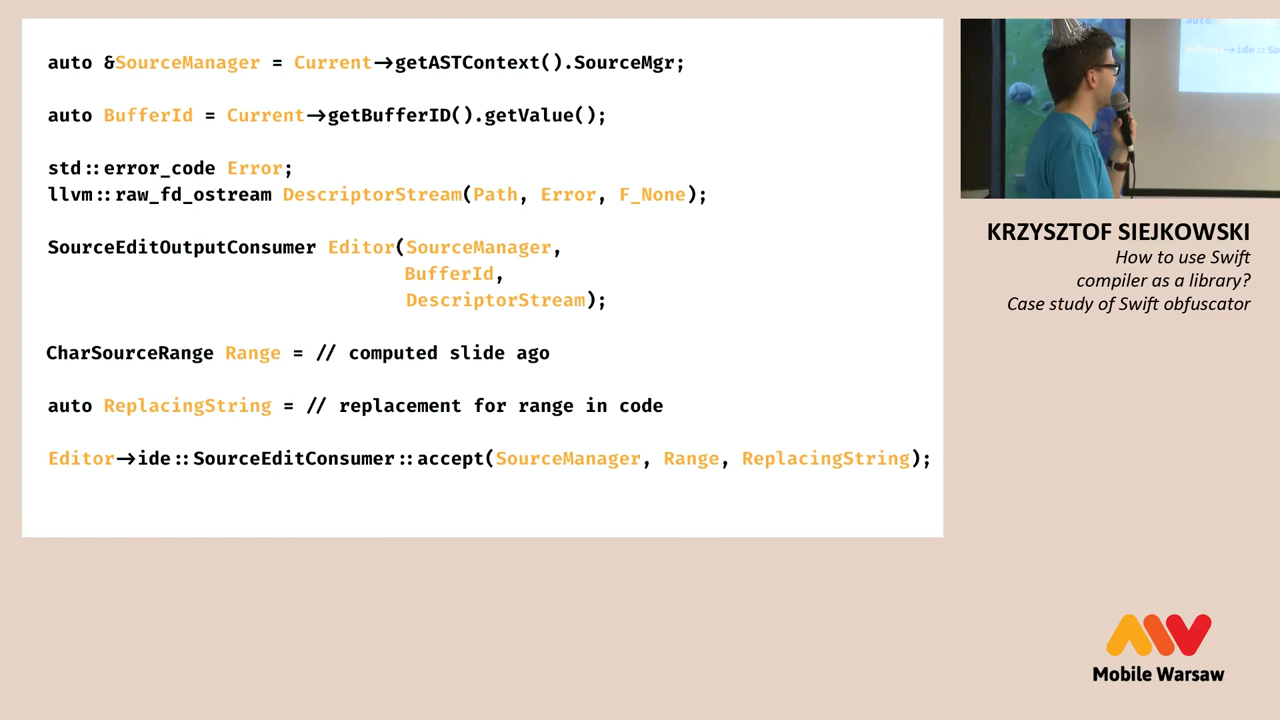 auto &SourceManager = Current->getASTContext().SourceMgr;
auto BufferId = Current->getBufferID().getValue();
std::error_code Error;
llvm::raw_fd_ostream DescriptorStream(Path, Error, F_None);
SourceEditOutputConsumer Editor(SourceManager,
BufferId,
DescriptorStream);
CharSourceRange Range = // computed slide ago
auto ReplacingString = // replacement for range in code
Editor->ide::SourceEditConsumer::accept(SourceManager, Range, ReplacingString);
KRZYSZTOF SIEJKOWSKI
How to use Swift
compiler as a library?
Case study of Swift obfuscator
Mobile Warsaw